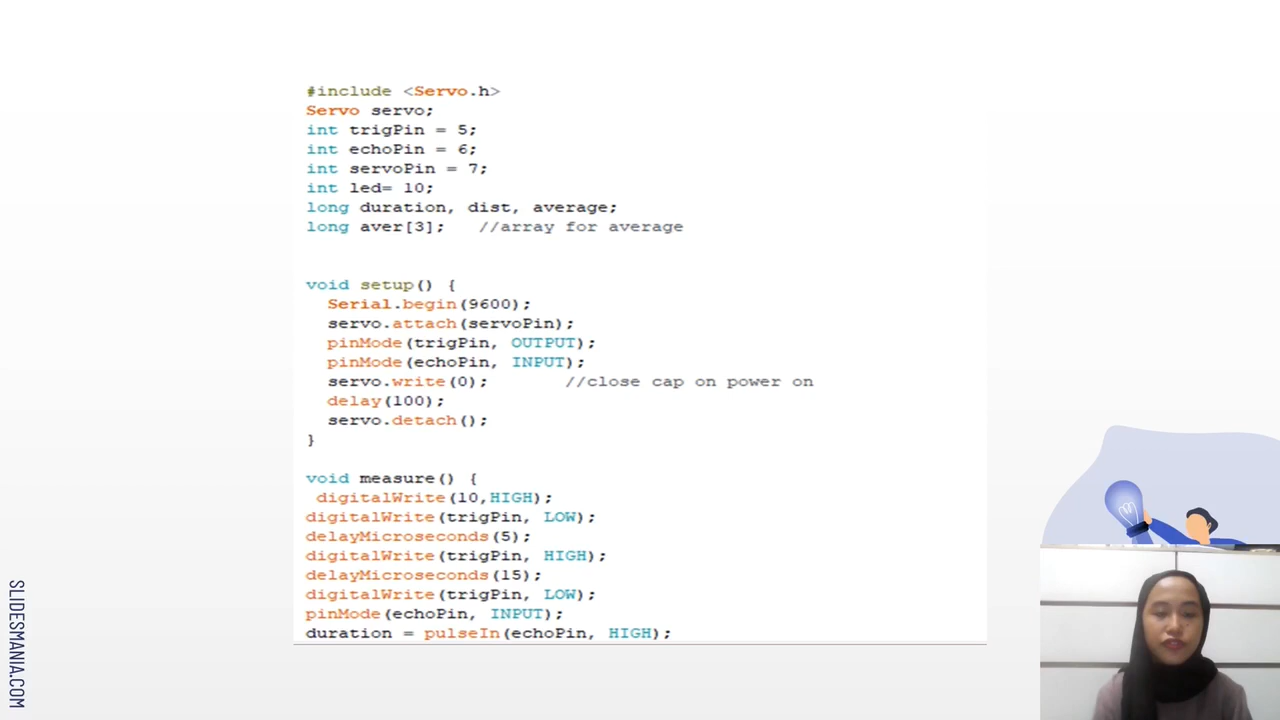 #include <Servo.h>
Servo servo;
int trigPin = 5;
int echoPin = 6;
int servoPin = 7;
int led= 10;
long duration, dist, average;
long aver[3];   //array for average
void setup() {
  Serial.begin(9600);
  servo.attach(servoPin);
  pinMode(trigPin, OUTPUT);
  pinMode(echoPin, INPUT);
  servo.write(0);       //close cap on power on
  delay(100);
  servo.detach();
}
void measure() {
 digitalWrite(10,HIGH);
digitalWrite(trigPin, LOW);
delayMicroseconds(5);
digitalWrite(trigPin, HIGH);
delayMicroseconds(15);
digitalWrite(trigPin, LOW);
pinMode(echoPin, INPUT);
duration = pulseIn(echoPin, HIGH);
SLIDESMANIA.COM